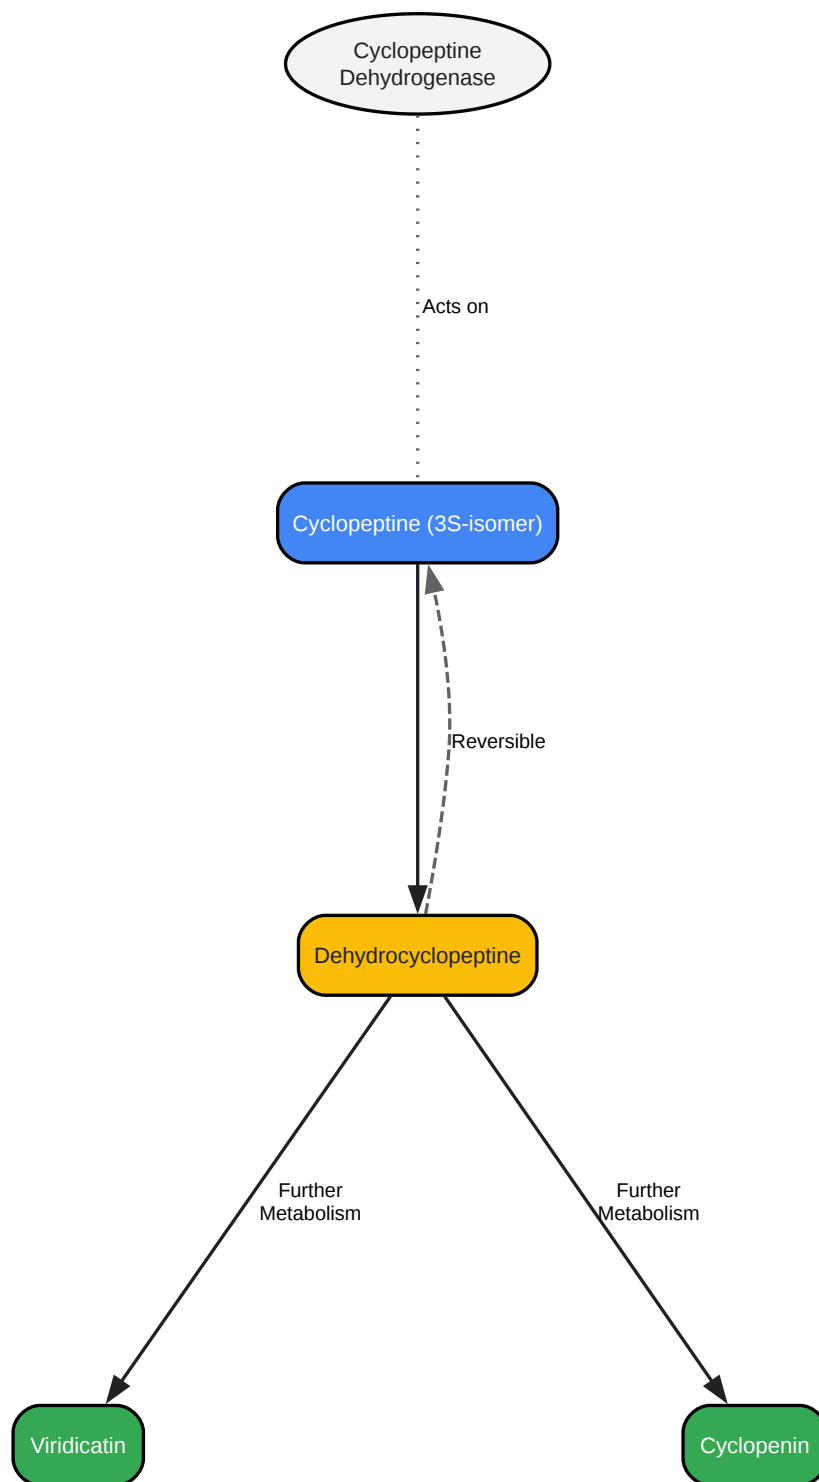 Cyclopeptine
Dehydrogenase
Acts on
Cyclopeptine (3S-isomer)
Reversible
Dehydrocyclopeptine
Further
Metabolism
Further
Metabolism
Viridicatin
Cyclopenin